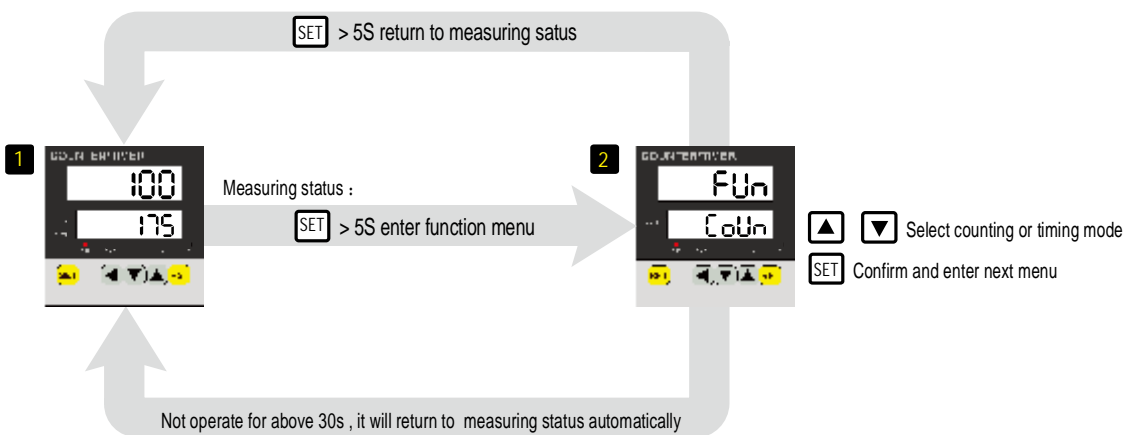 SET > 5S return to measuring satus
1
100
175
Measuring status :
SET > 5S enter function menu
2
FUn
CoUn
Select counting or timing mode
SET Confirm and enter next menu
Not operate for above 30s , it will return to measuring status automatically